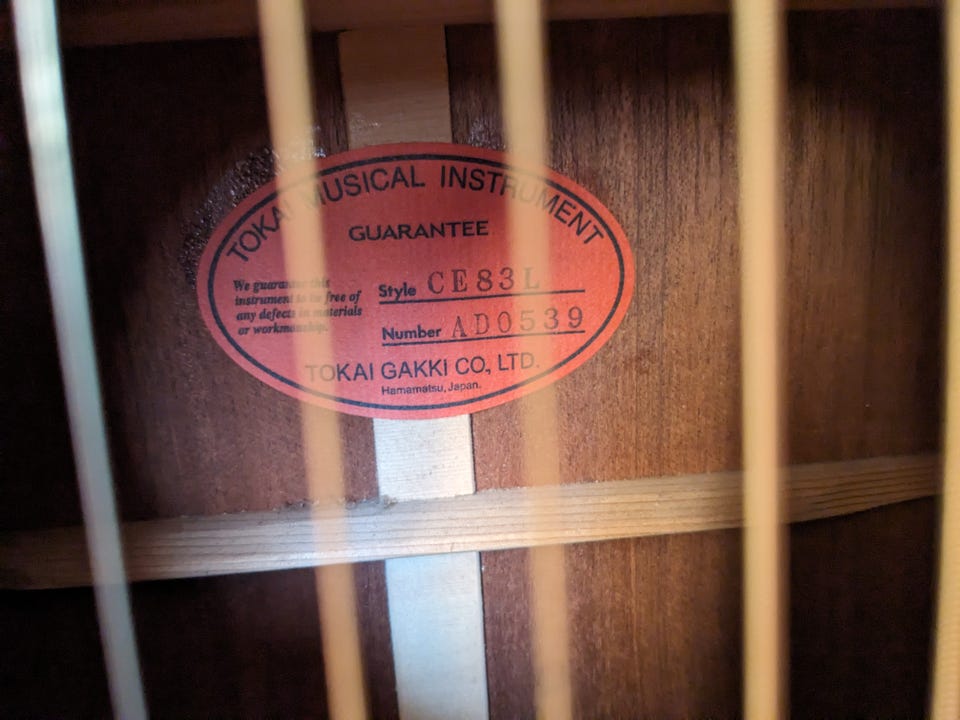 TOKAI MUSICAL INSTRUMENT
GUARANTEE
We guarantee this
instrument to be free of
any defects in materials
or workmanship.
Style CE83L
Number AD0539
TOKAI GAKKI CO, LTD.
Hamamatsu, Japan.